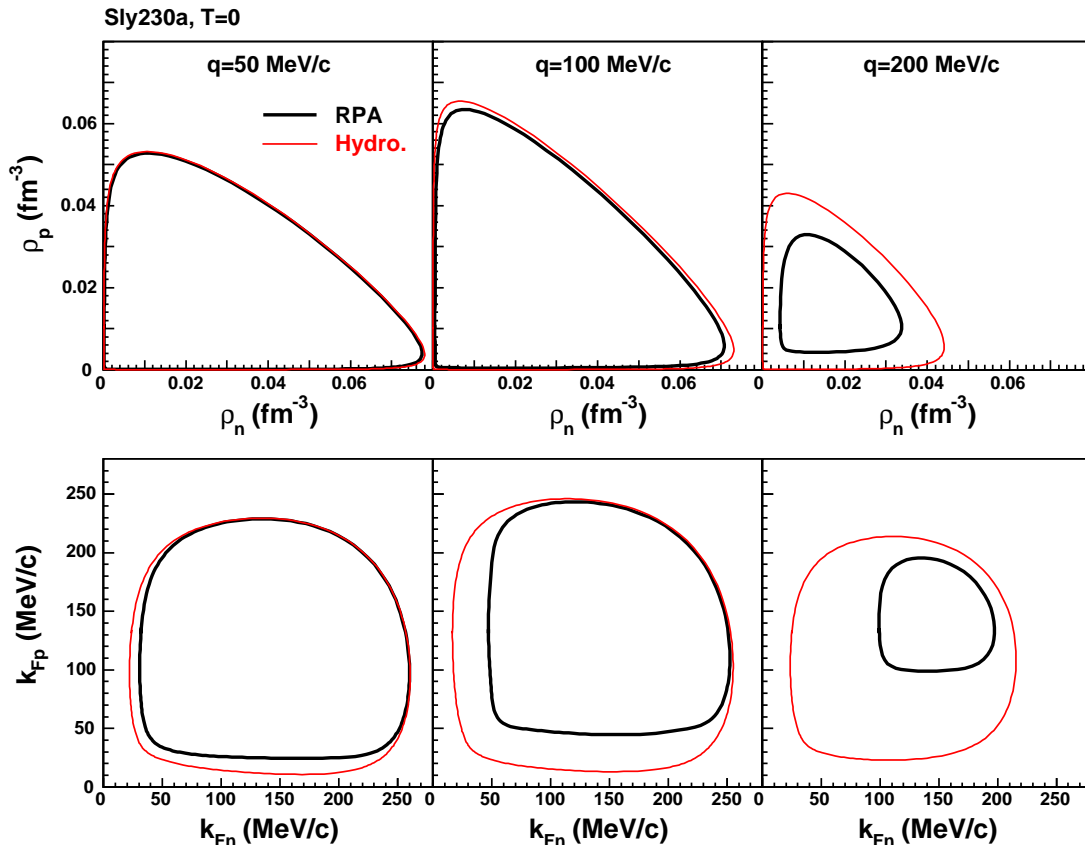 Sly230a, T=0
q=50 MeV/c
q=100 MeV/c
q=200 MeV/c
RPA
Hydro.
ρp (fm-3)
0.06
0.04
0.02
0
0 0.02 0.04 0.06
0 0.02 0.04 0.06
0 0.02 0.04 0.06
ρn (fm-3)
ρn (fm-3)
ρn (fm-3)
kFp (MeV/c)
250
200
150
100
50
0
0 50 100 150 200 250
0 50 100 150 200 250
0 50 100 150 200 250
kFn (MeV/c)
kFn (MeV/c)
kFn (MeV/c)